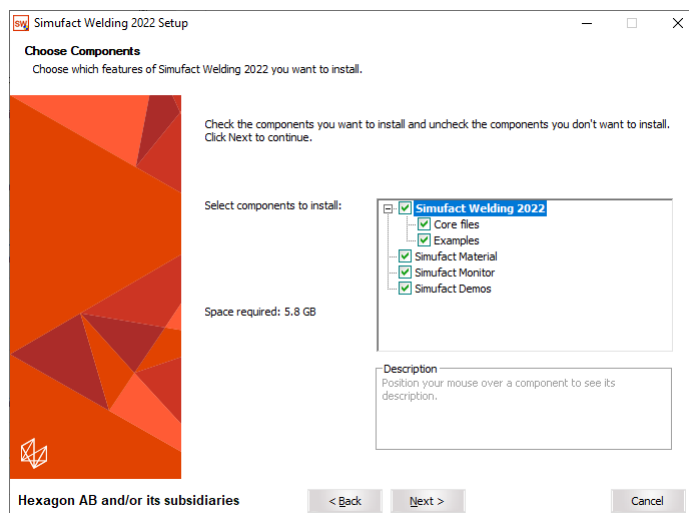 SW Simufact Welding 2022 Setup
Choose Components
Choose which features of Simufact Welding 2022 you want to install.
Check the components you want to install and uncheck the components you don't want to install.
Click Next to continue.
Select components to install:
Simufact Welding 2022
Core files
Examples
Simufact Material
Simufact Monitor
Simufact Demos
Space required: 5.8 GB
Description
Position your mouse over a component to see its
description.
Hexagon AB and/or its subsidiaries
< Back
Next >
Cancel